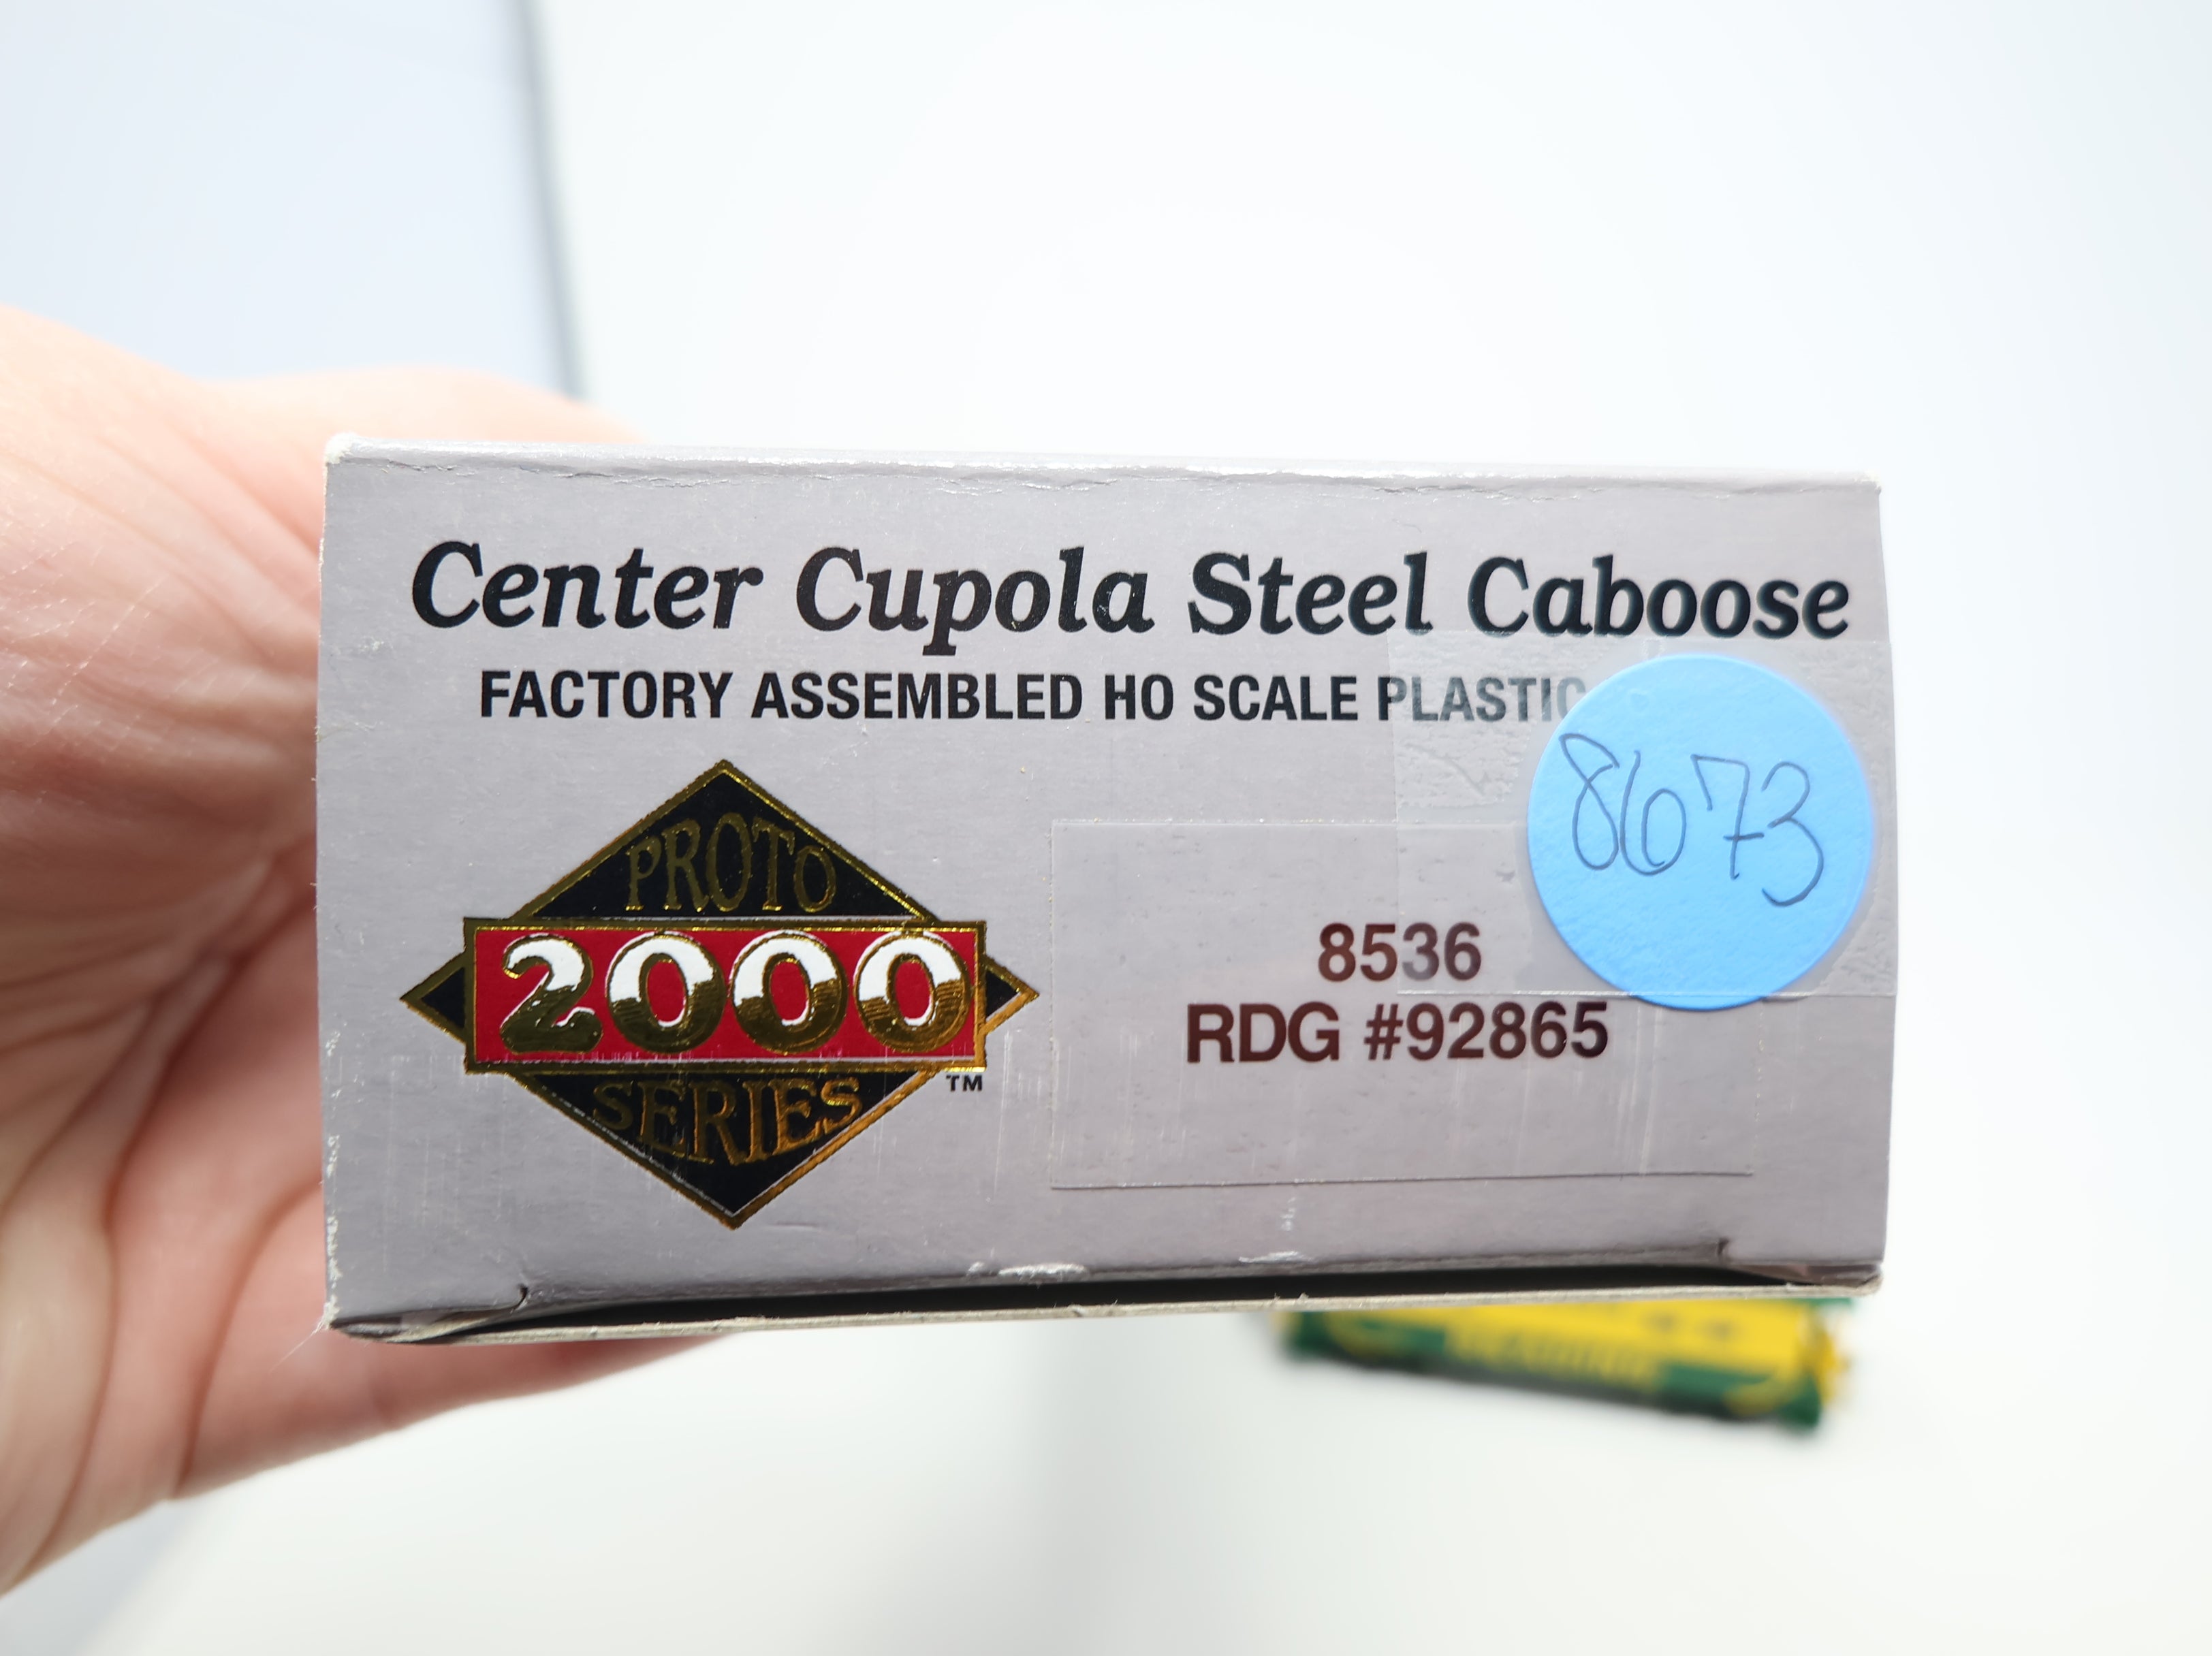 Center Cupola Steel Caboose
FACTORY ASSEMBLED HO SCALE PLASTIC
8673
PROTO
2000
SERIES
TM
8536
RDG #92865